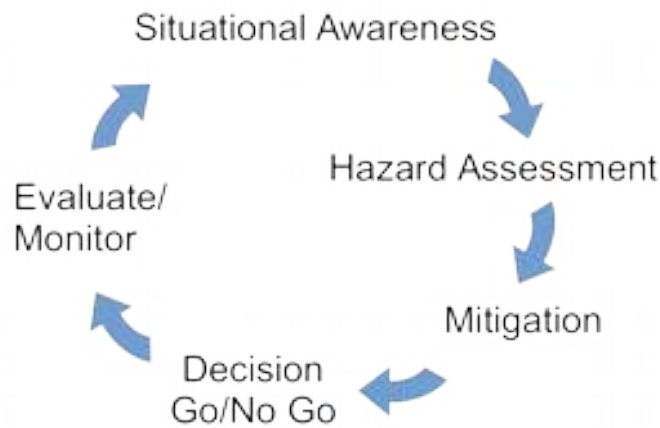 Situational Awareness
Hazard Assessment
Mitigation
Decision
Go/No Go
Evaluate/
Monitor